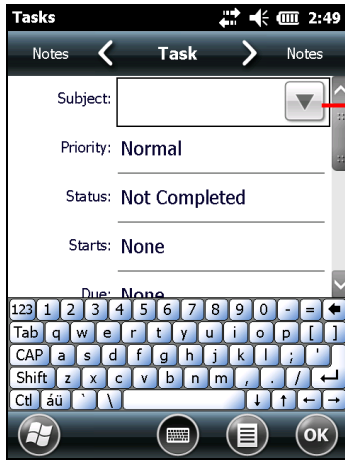 Tasks 2:49
Notes Task Notes
Subject:
Priority: Normal
Status: Not Completed
Starts: None
Due: None
123 1 2 3 4 5 6 7 8 9 0 - =
Tab q w e r t y u i o p [ ]
CAP a s d f g h j k l ; '
Shift z x c v b n m , . /
Ctl áü ` \
OK